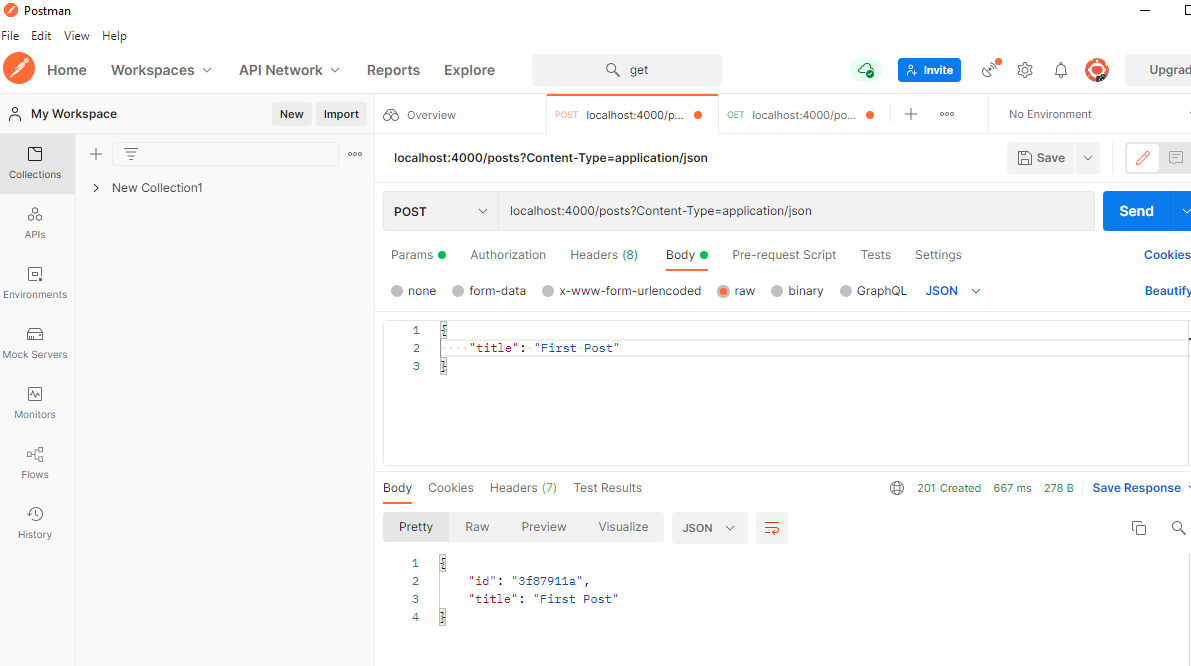 Postman
File Edit View Help
Home Workspaces API Network Reports Explore get Invite Upgrad
My Workspace New Import Overview POST localhost:4000/p... GET localhost:4000/po... No Environment
localhost:4000/posts?Content-Type=application/json Save
Collections
New Collection1
POST localhost:4000/posts?Content-Type=application/json Send
APIs
Params Authorization Headers (8) Body Pre-request Script Tests Settings Cookies
Environments
none form-data x-www-form-urlencoded raw binary GraphQL JSON Beautify
Mock Servers
1 {
2 "title": "First Post"
3 }
Monitors
Flows
Body Cookies Headers (7) Test Results 201 Created 667 ms 278 B Save Response
History
Pretty Raw Preview Visualize JSON
1 {
2 "id": "3f87911a",
3 "title": "First Post"
4 }